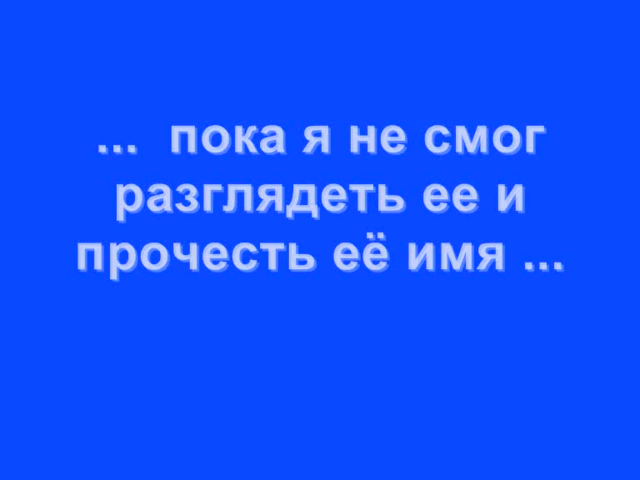 ... пока я не смог
разглядеть ее и
прочесть её имя ...